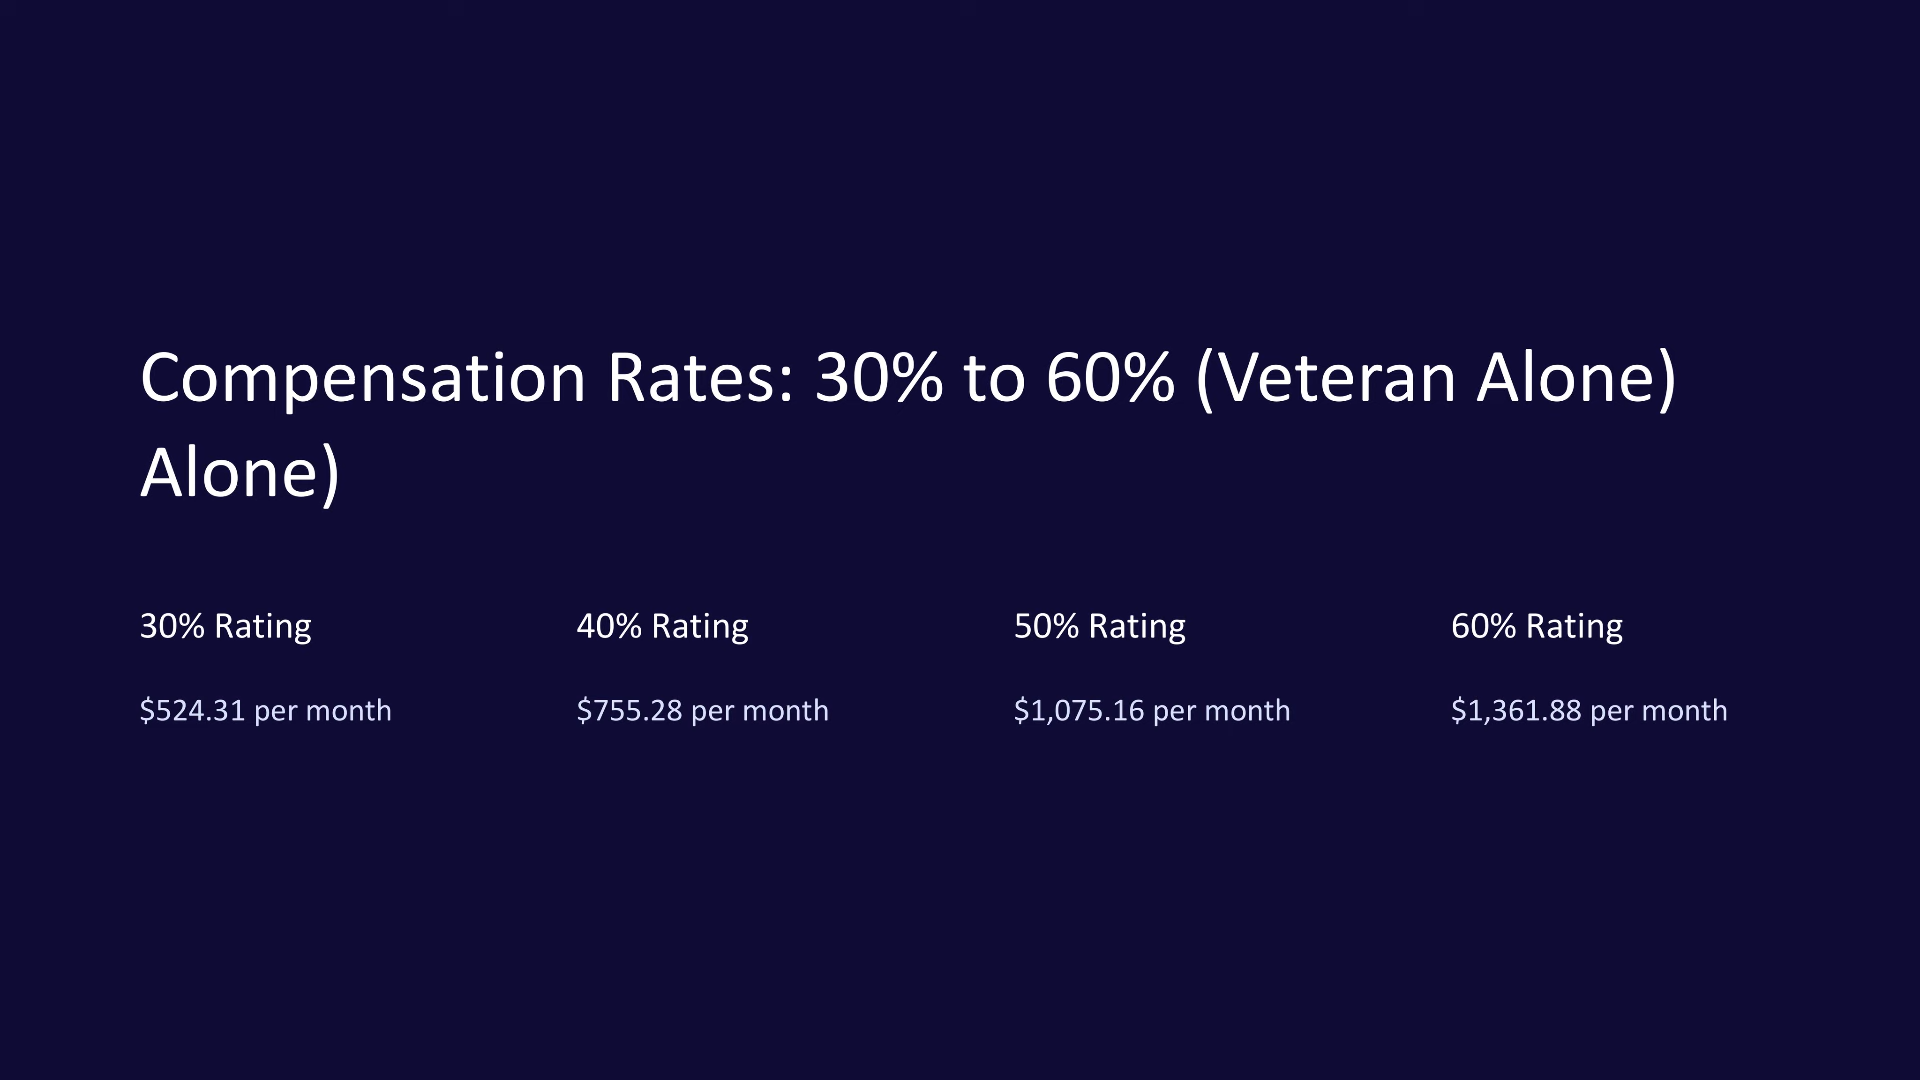 Compensation Rates: 30% to 60% (Veteran Alone)
Alone)
30% Rating
40% Rating
50% Rating
60% Rating
$524.31 per month
$755.28 per month
$1,075.16 per month
$1,361.88 per month